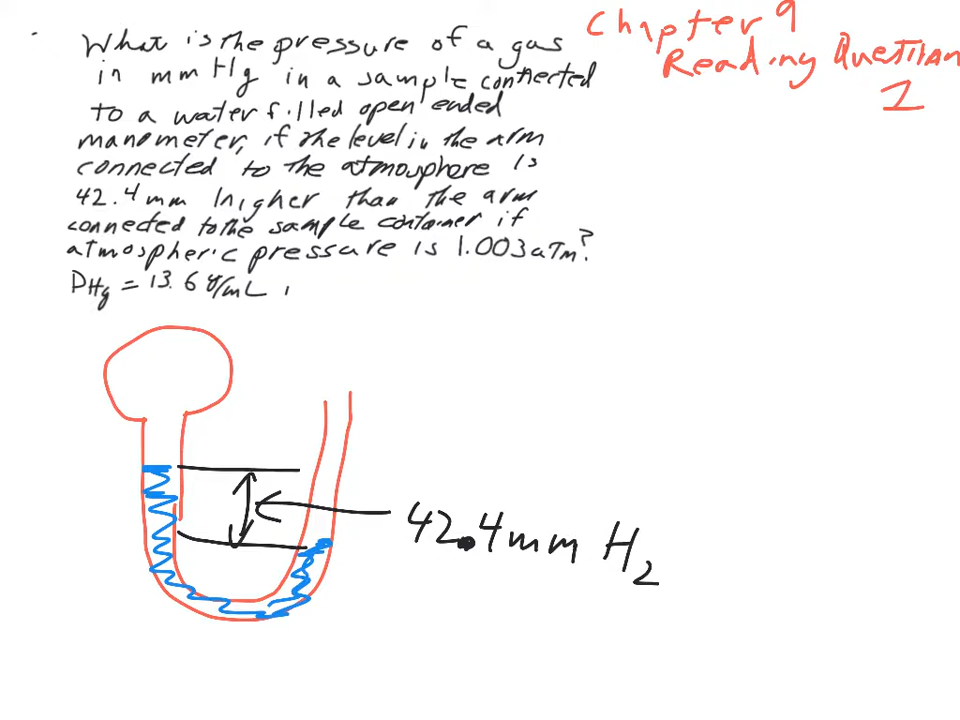 What is the pressure of a gas
in mm Hg in a sample connected
to a water filled open ended
manometer, if the level in the arm
connected to the atmosphere is
42.4 mm higher than the arm
connected to the sample container if
atmospheric pressure is 1.003 atm?
DHg = 13.6 g/mL
Chapter 9
Reading Question
1
42.4 mm H2